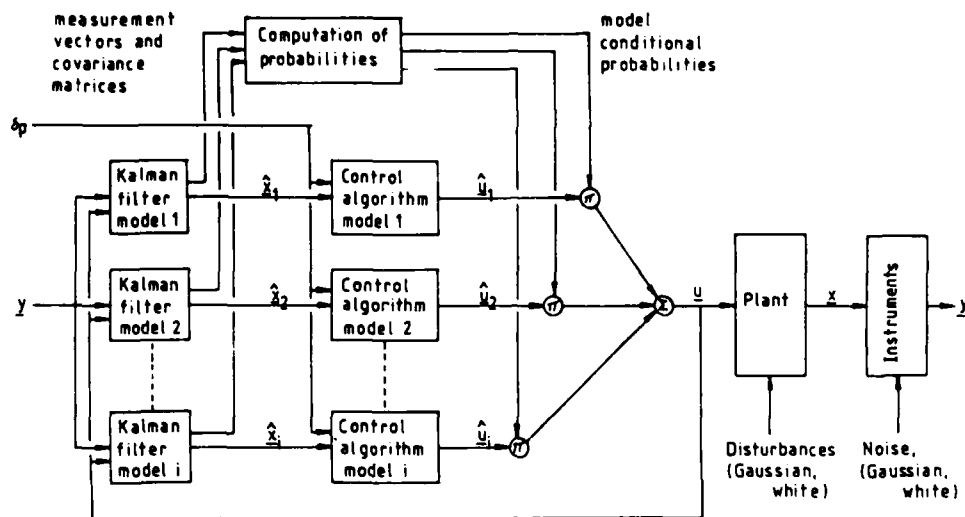 measurement
vectors and
covariance
matrices
Computation of
probabilities
model
conditional
probabilities
δp
Kalman
filter
model 1
x̂1
Control
algorithm
model 1
û1
π
y
Kalman
filter
model 2
x̂2
Control
algorithm
model 2
û2
π
Σ
u
Plant
x
Instruments
y
Kalman
filter
model i
x̂i
Control
algorithm
model i
ûi
π
Disturbances
(Gaussian,
white)
Noise,
(Gaussian,
white)